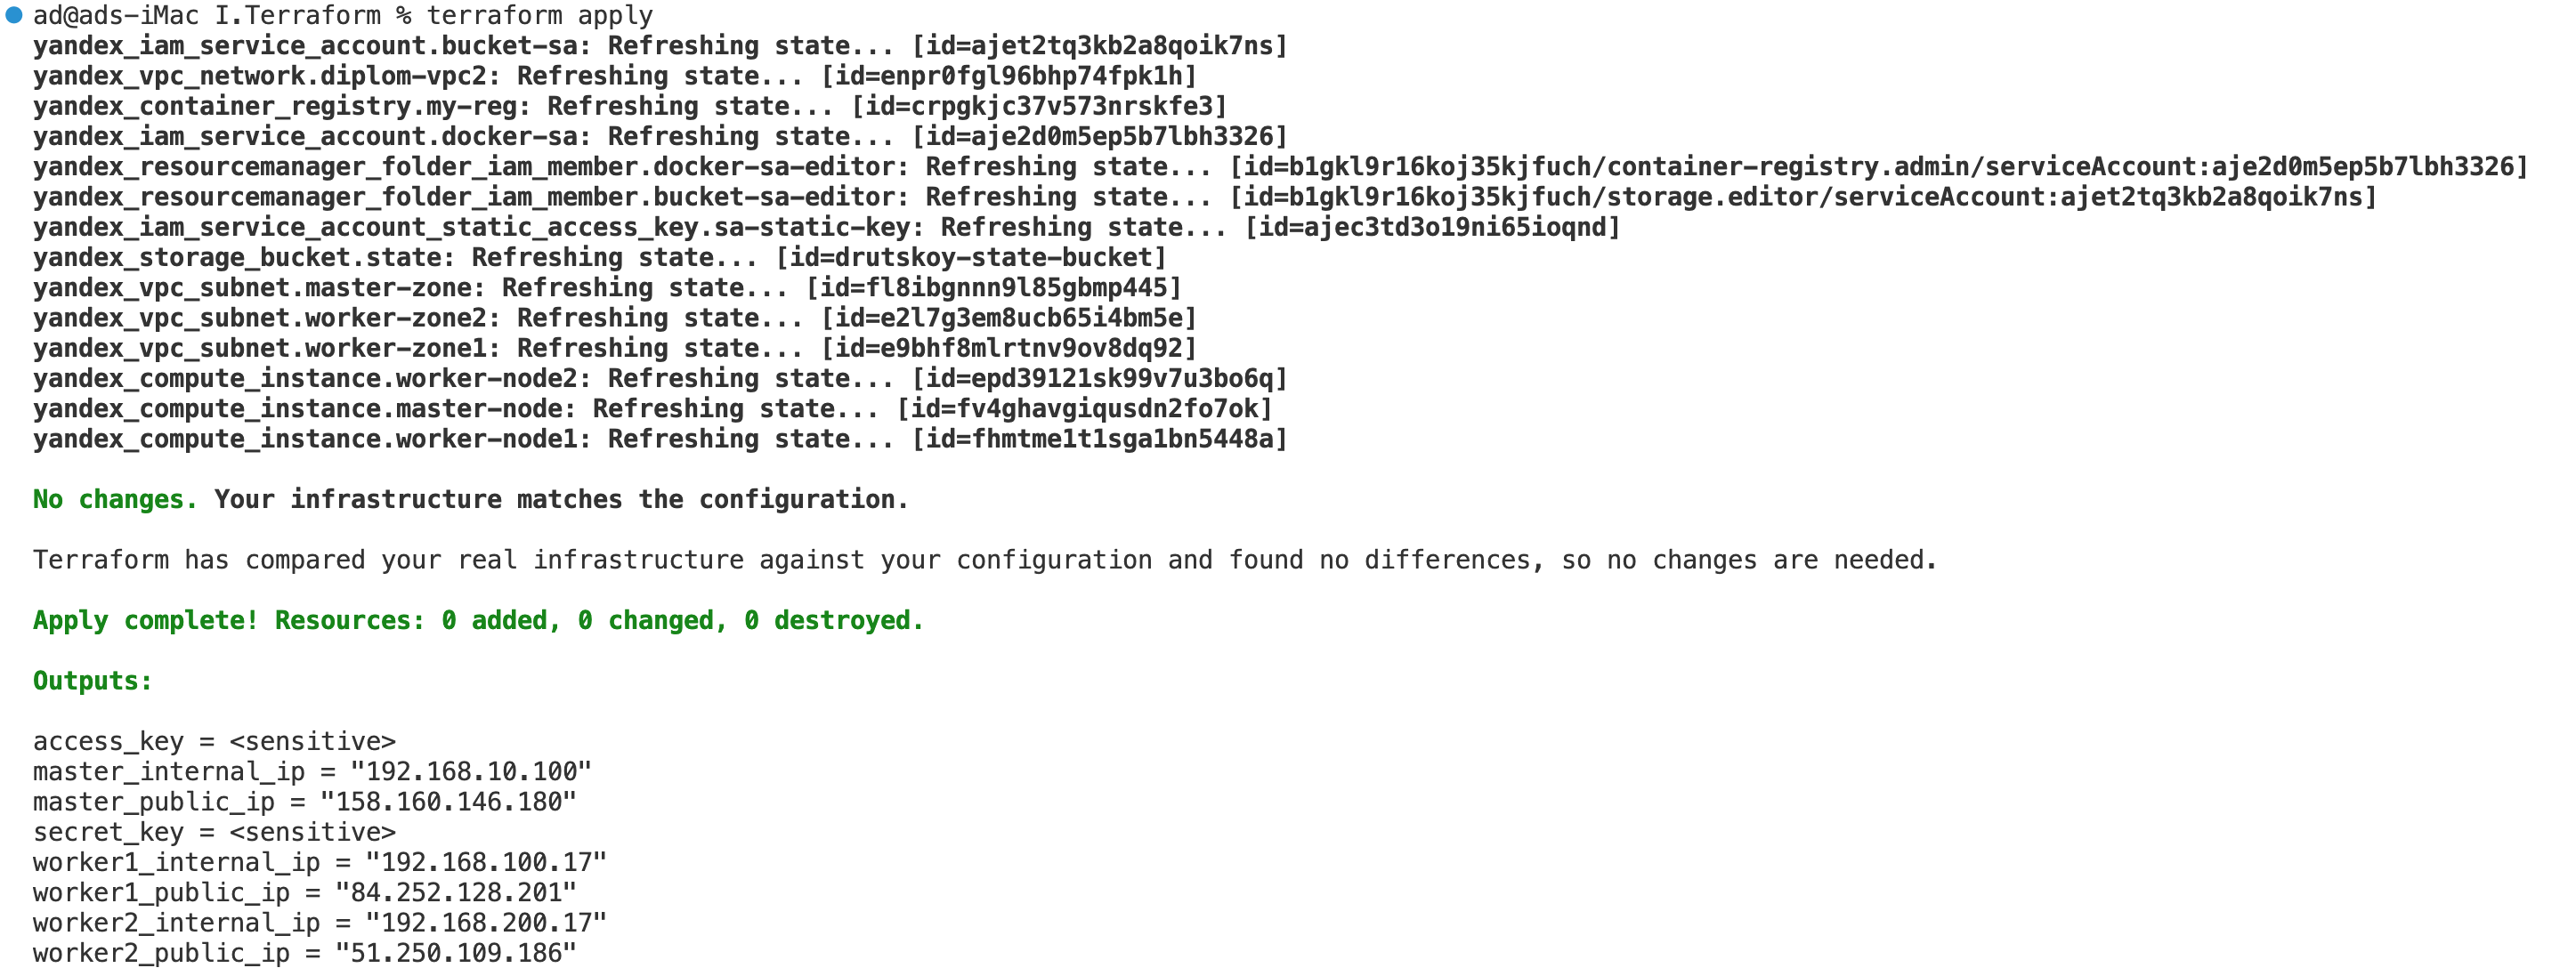 ad@ads-iMac I.Terraform % terraform apply
yandex_iam_service_account.bucket-sa: Refreshing state... [id=ajet2tq3kb2a8qoik7ns]
yandex_vpc_network.diplom-vpc2: Refreshing state... [id=enpr0fgl96bhp74fpk1h]
yandex_container_registry.my-reg: Refreshing state... [id=crpgkjc37v573nrskfe3]
yandex_iam_service_account.docker-sa: Refreshing state... [id=aje2d0m5ep5b7lbh3326]
yandex_resourcemanager_folder_iam_member.docker-sa-editor: Refreshing state... [id=b1gkl9r16koj35kjfuch/container-registry.admin/serviceAccount:aje2d0m5ep5b7lbh3326]
yandex_resourcemanager_folder_iam_member.bucket-sa-editor: Refreshing state... [id=b1gkl9r16koj35kjfuch/storage.editor/serviceAccount:ajet2tq3kb2a8qoik7ns]
yandex_iam_service_account_static_access_key.sa-static-key: Refreshing state... [id=ajec3td3o19ni65ioqnd]
yandex_storage_bucket.state: Refreshing state... [id=drutskoy-state-bucket]
yandex_vpc_subnet.master-zone: Refreshing state... [id=fl8ibgnnn9l85gbmp445]
yandex_vpc_subnet.worker-zone2: Refreshing state... [id=e2l7g3em8ucb65i4bm5e]
yandex_vpc_subnet.worker-zone1: Refreshing state... [id=e9bhf8mlrtnv9ov8dq92]
yandex_compute_instance.worker-node2: Refreshing state... [id=epd39121sk99v7u3bo6q]
yandex_compute_instance.master-node: Refreshing state... [id=fv4ghavgiqusdn2fo7ok]
yandex_compute_instance.worker-node1: Refreshing state... [id=fhmtme1t1sga1bn5448a]
No changes. Your infrastructure matches the configuration.
Terraform has compared your real infrastructure against your configuration and found no differences, so no changes are needed.
Apply complete! Resources: 0 added, 0 changed, 0 destroyed.
Outputs:
access_key = <sensitive>
master_internal_ip = "192.168.10.100"
master_public_ip = "158.160.146.180"
secret_key = <sensitive>
worker1_internal_ip = "192.168.100.17"
worker1_public_ip = "84.252.128.201"
worker2_internal_ip = "192.168.200.17"
worker2_public_ip = "51.250.109.186"